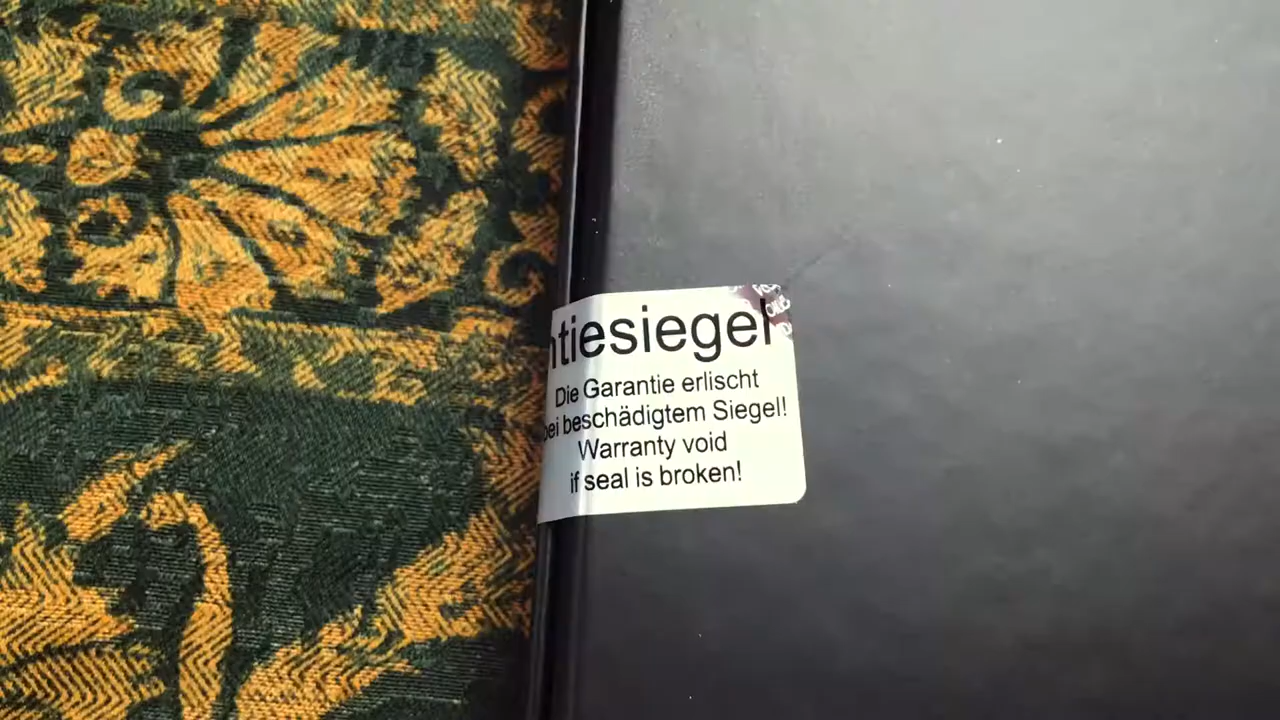 ntiesiegel
Die Garantie erlischt
bei beschädigtem Siegel!
Warranty void
if seal is broken!